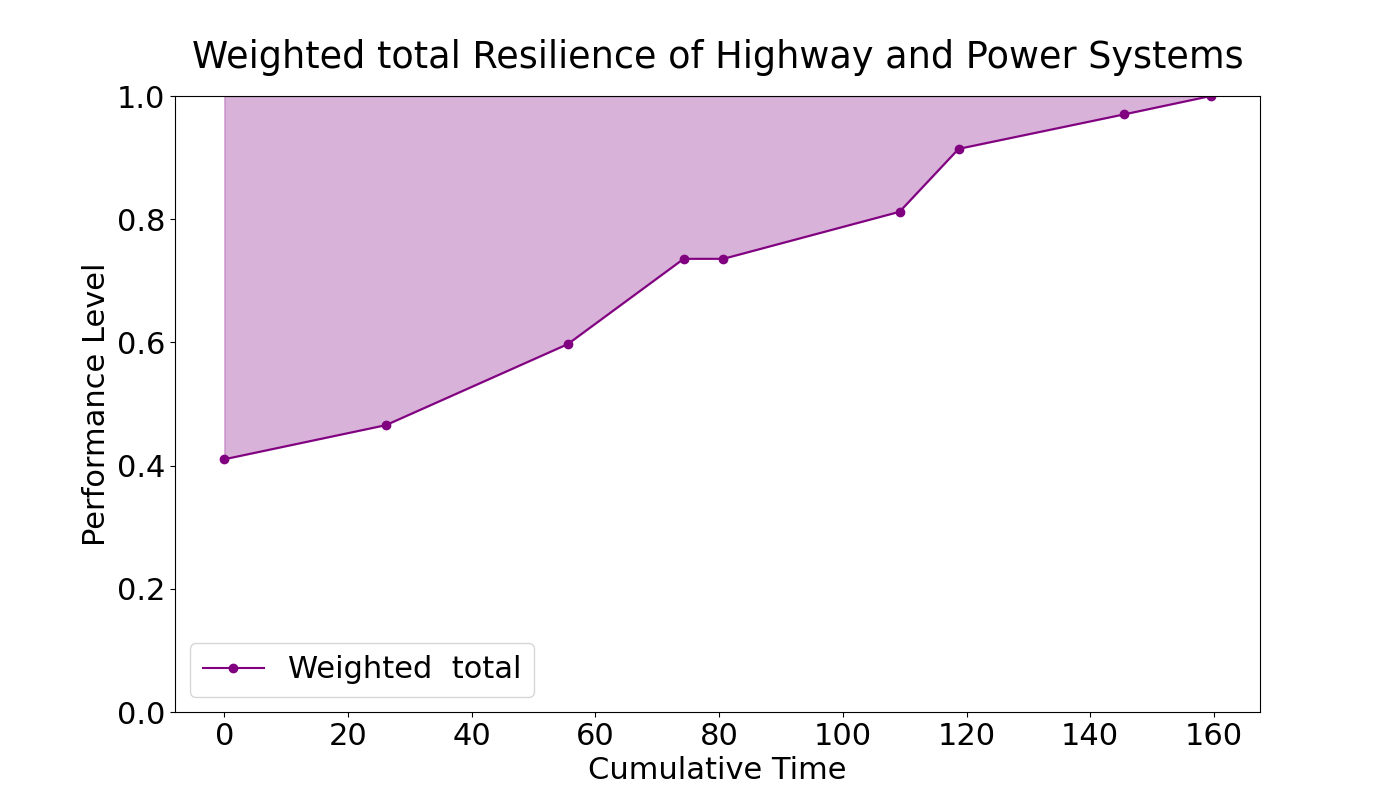 Weighted total Resilience of Highway and Power Systems
1.0
0.8
0.6
0.4
0.2
0.0
Performance Level
Weighted  total
0 20 40 60 80 100 120 140 160
Cumulative Time